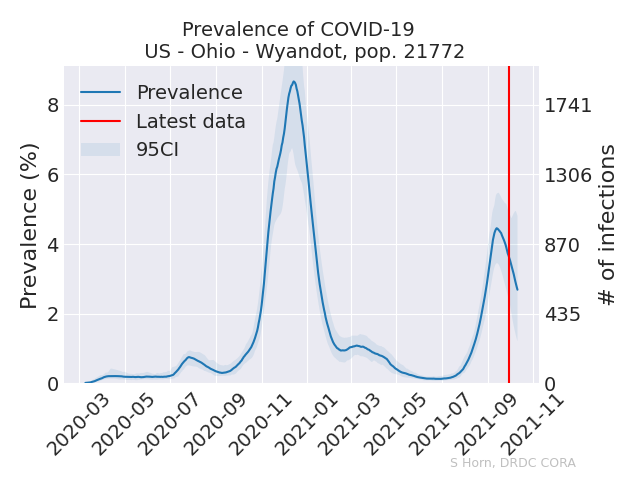 Prevalence of COVID-19
US - Ohio - Wyandot, pop. 21772
Prevalence
Latest data
95CI
Prevalence (%)
8
6
4
2
0
1741
1306
870
435
0
# of infections
2020-03
2020-05
2020-07
2020-09
2020-11
2021-01
2021-03
2021-05
2021-07
2021-09
2021-11
S Horn, DRDC CORA